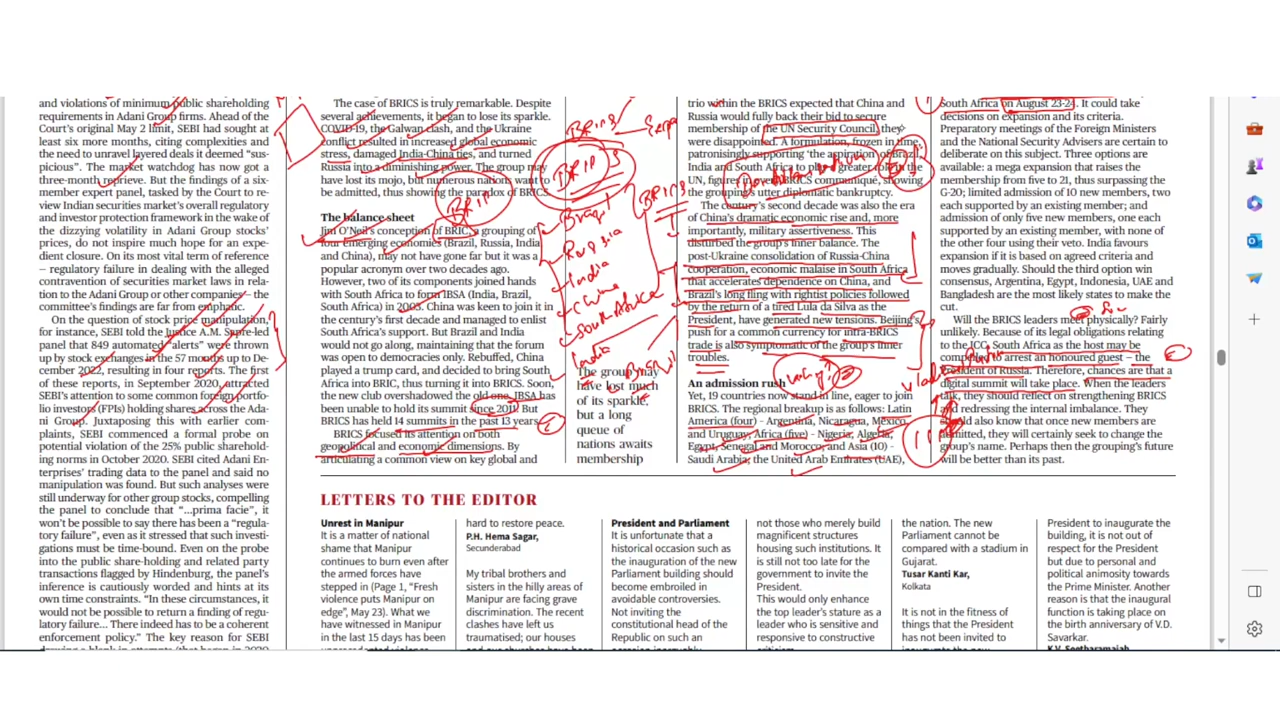 and violations of minimum public shareholding
requirements in Adani Group firms. Ahead of the
Court's original May 2 limit, SEBI had sought at
least six more months, citing complexities and
the need to unravel layered deals it deemed "sus-
picious". The market watchdog has now got a
three-month reprieve. But the findings of a six-
member expert panel, tasked by the Court to re-
view Indian securities market's overall regulatory
and investor protection framework in the wake of
the dizzying volatility in Adani Group stocks'
prices, do not inspire much hope for an expe-
dient closure. On its most vital term of reference
– regulatory failure in dealing with the alleged
contravention of securities market laws in rela-
tion to the Adani Group or other companies – the
committee's findings are far from emphatic.
On the question of stock price manipulation,
for instance, SEBI told the Justice A.M. Sapre-led
panel that 849 automated "alerts" were thrown
up by stock exchanges in the 57 months up to De-
cember 2022, resulting in four reports. The first
of these reports, in September 2020, attracted
SEBI's attention to some common foreign portfo-
lio investors (FPIs) holding shares across the Ada-
ni Group. Juxtaposing this with earlier com-
plaints, SEBI commenced a formal probe on
potential violation of the 25% public sharehold-
ing norms in October 2020. SEBI cited Adani En-
terprises' trading data to the panel and said no
manipulation was found. But such analyses were
still underway for other group stocks, compelling
the panel to conclude that "...prima facie", it
won't be possible to say there has been a "regula-
tory failure", even as it stressed that such investi-
gations must be time-bound. Even on the probe
into the public share-holding and related party
transactions flagged by Hindenburg, the panel's
inference is cautiously worded and hints at its
own time constraints. "In these circumstances, it
would not be possible to return a finding of regu-
latory failure... There indeed has to be a coherent
enforcement policy." The key reason for SEBI
The case of BRICS is truly remarkable. Despite
several achievements, it began to lose its sparkle.
COVID-19, the Galwan clash, and the Ukraine
conflict resulted in increased global economic
stress, damaged India-China ties, and turned
Russia into a diminishing power. The group may
have lost its mojo, but numerous nations want to
be admitted, thus showing the paradox of BRICS.
The balance sheet
Jim O'Neil's conception of BRIC, a grouping of
four emerging economies (Brazil, Russia, India
and China), may not have gone far but it was a
popular acronym over two decades ago.
However, two of its components joined hands
with South Africa to form IBSA (India, Brazil,
South Africa) in 2003. China was keen to join it in
the century's first decade and managed to enlist
South Africa's support. But Brazil and India
would not go along, maintaining that the forum
was open to democracies only. Rebuffed, China
played a trump card, and decided to bring South
Africa into BRIC, thus turning it into BRICS. Soon,
the new club overshadowed the old one. IBSA has
been unable to hold its summit since 2011. But
BRICS has held 14 summits in the past 13 years.
BRICS focused its attention on both
geopolitical and economic dimensions. By
articulating a common view on key global and
Brazil
Russia
India
China
South Africa
India
BRICS
The group may
have lost much
of its sparkle,
but a long
queue of
nations awaits
membership
trio within the BRICS expected that China and
Russia would fully back their bid to secure
membership of the UN Security Council, they
were disappointed. A formulation, frozen in time,
patronisingly supporting 'the aspiration of Brazil,
India and South Africa to play a greater role in the
UN, figures in every BRICS communiqué, showing
the grouping's utter diplomatic bankruptcy.
The century's second decade was also the era
of China's dramatic economic rise and, more
importantly, military assertiveness. This
disturbed the group's inner balance. The
post-Ukraine consolidation of Russia-China
cooperation, economic malaise in South Africa
that accelerates dependence on China, and
Brazil's long fling with rightist policies followed
by the return of a tired Lula da Silva as the
President, have generated new tensions. Beijing's
push for a common currency for intra-BRICS
trade is also symptomatic of the group's inner
troubles.
why?
An admission rush
Yet, 19 countries now stand in line, eager to join
BRICS. The regional breakup is as follows: Latin
America (four) - Argentina, Nicaragua, Mexico,
and Uruguay, Africa (five) - Nigeria, Algeria,
Egypt, Senegal and Morocco, and Asia (10) -
Saudi Arabia, the United Arab Emirates (UAE),
South Africa on August 23-24. It could take
decisions on expansion and its criteria.
Preparatory meetings of the Foreign Ministers
and the National Security Advisers are certain to
deliberate on this subject. Three options are
available: a mega expansion that raises the
membership from five to 21, thus surpassing the
G-20; limited admission of 10 new members, two
each supported by an existing member; and
admission of only five new members, one each
supported by an existing member, with none of
the other four using their veto. India favours
expansion if it is based on agreed criteria and
moves gradually. Should the third option win
consensus, Argentina, Egypt, Indonesia, UAE and
Bangladesh are the most likely states to make the
cut.
Will the BRICS leaders meet physically? Fairly
unlikely. Because of its legal obligations relating
to the ICC, South Africa as the host may be
compelled to arrest an honoured guest – the
President of Russia. Therefore, chances are that a
digital summit will take place. When the leaders
talk, they should reflect on strengthening BRICS
and redressing the internal imbalance. They
should also know that once new members are
admitted, they will certainly seek to change the
group's name. Perhaps then the grouping's future
will be better than its past.
LETTERS TO THE EDITOR
Unrest in Manipur
It is a matter of national
shame that Manipur
continues to burn even after
the armed forces have
stepped in (Page 1, "Fresh
violence puts Manipur on
edge", May 23). What we
have witnessed in Manipur
in the last 15 days has been
hard to restore peace.
P.H. Hema Sagar,
Secunderabad
My tribal brothers and
sisters in the hilly areas of
Manipur are facing grave
discrimination. The recent
clashes have left us
traumatised; our houses
President and Parliament
It is unfortunate that a
historical occasion such as
the inauguration of the new
Parliament building should
become embroiled in
avoidable controversies.
Not inviting the
constitutional head of the
Republic on such an
not those who merely build
magnificent structures
housing such institutions. It
is still not too late for the
government to invite the
President.
This would only enhance
the top leader's stature as a
leader who is sensitive and
responsive to constructive
criticism.
the nation. The new
Parliament cannot be
compared with a stadium in
Gujarat.
Tusar Kanti Kar,
Kolkata
It is not in the fitness of
things that the President
has not been invited to
President to inaugurate the
building, it is not out of
respect for the President
but due to personal and
political animosity towards
the Prime Minister. Another
reason is that the inaugural
function is taking place on
the birth anniversary of V.D.
Savarkar.